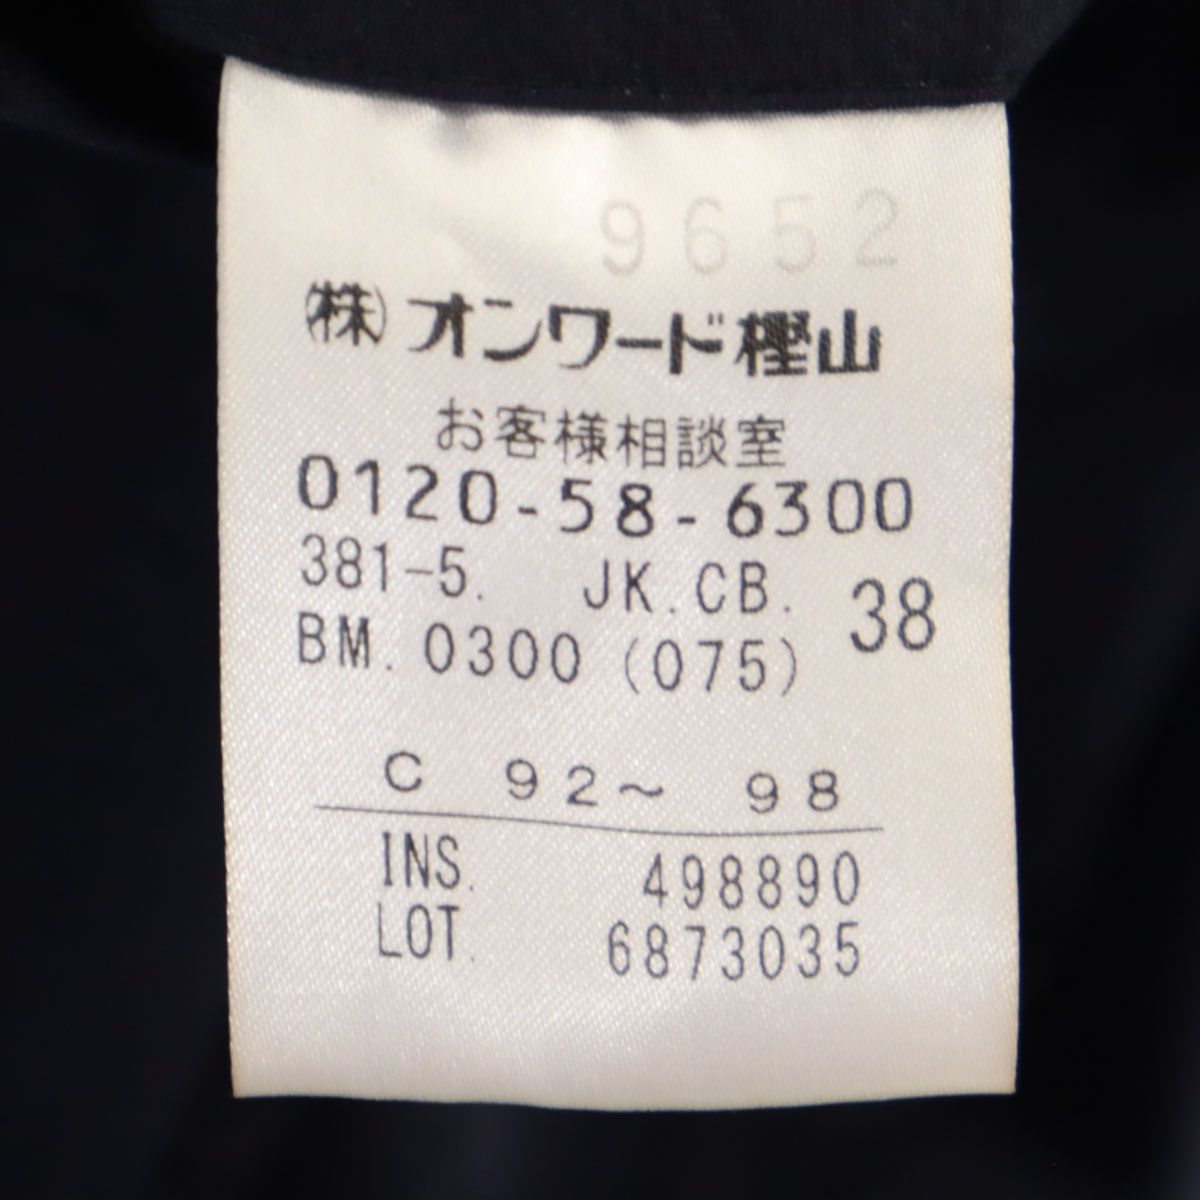 9652
㈱オンワード樫山
お客様相談室
0120-58-6300
381-5. JK.CB. 38
BM. 0300 (075)
C 92~ 98
INS. 498890
LOT. 6873035